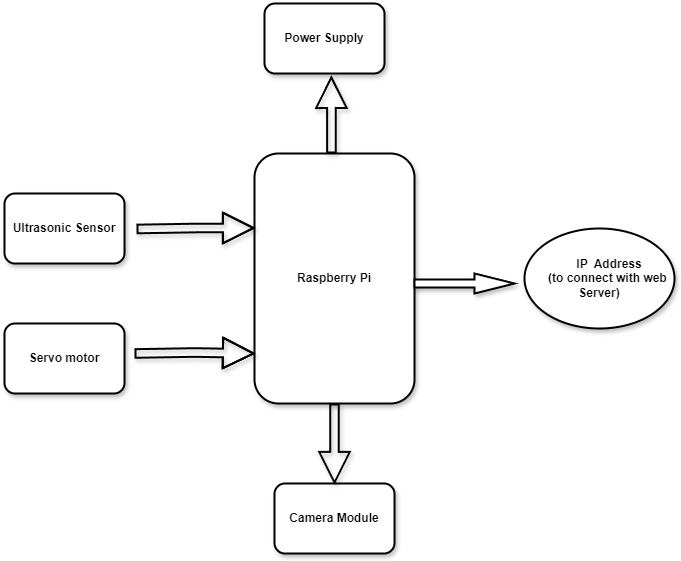 Power Supply
Ultrasonic Sensor
Raspberry Pi
IP Address
(to connect with web
Server)
Servo motor
Camera Module